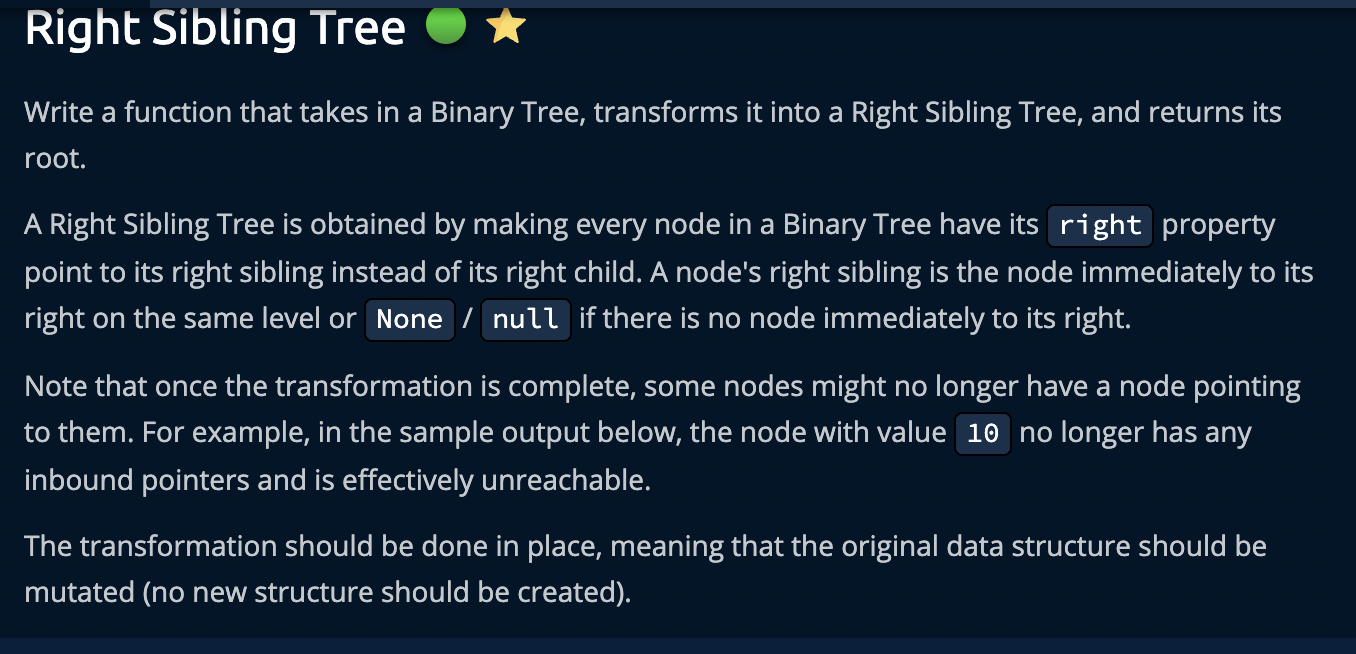 Right Sibling Tree
Write a function that takes in a Binary Tree, transforms it into a Right Sibling Tree, and returns its
root.
A Right Sibling Tree is obtained by making every node in a Binary Tree have its right property
point to its right sibling instead of its right child. A node's right sibling is the node immediately to its
right on the same level or None / null if there is no node immediately to its right.
Note that once the transformation is complete, some nodes might no longer have a node pointing
to them. For example, in the sample output below, the node with value 10 no longer has any
inbound pointers and is effectively unreachable.
The transformation should be done in place, meaning that the original data structure should be
mutated (no new structure should be created).